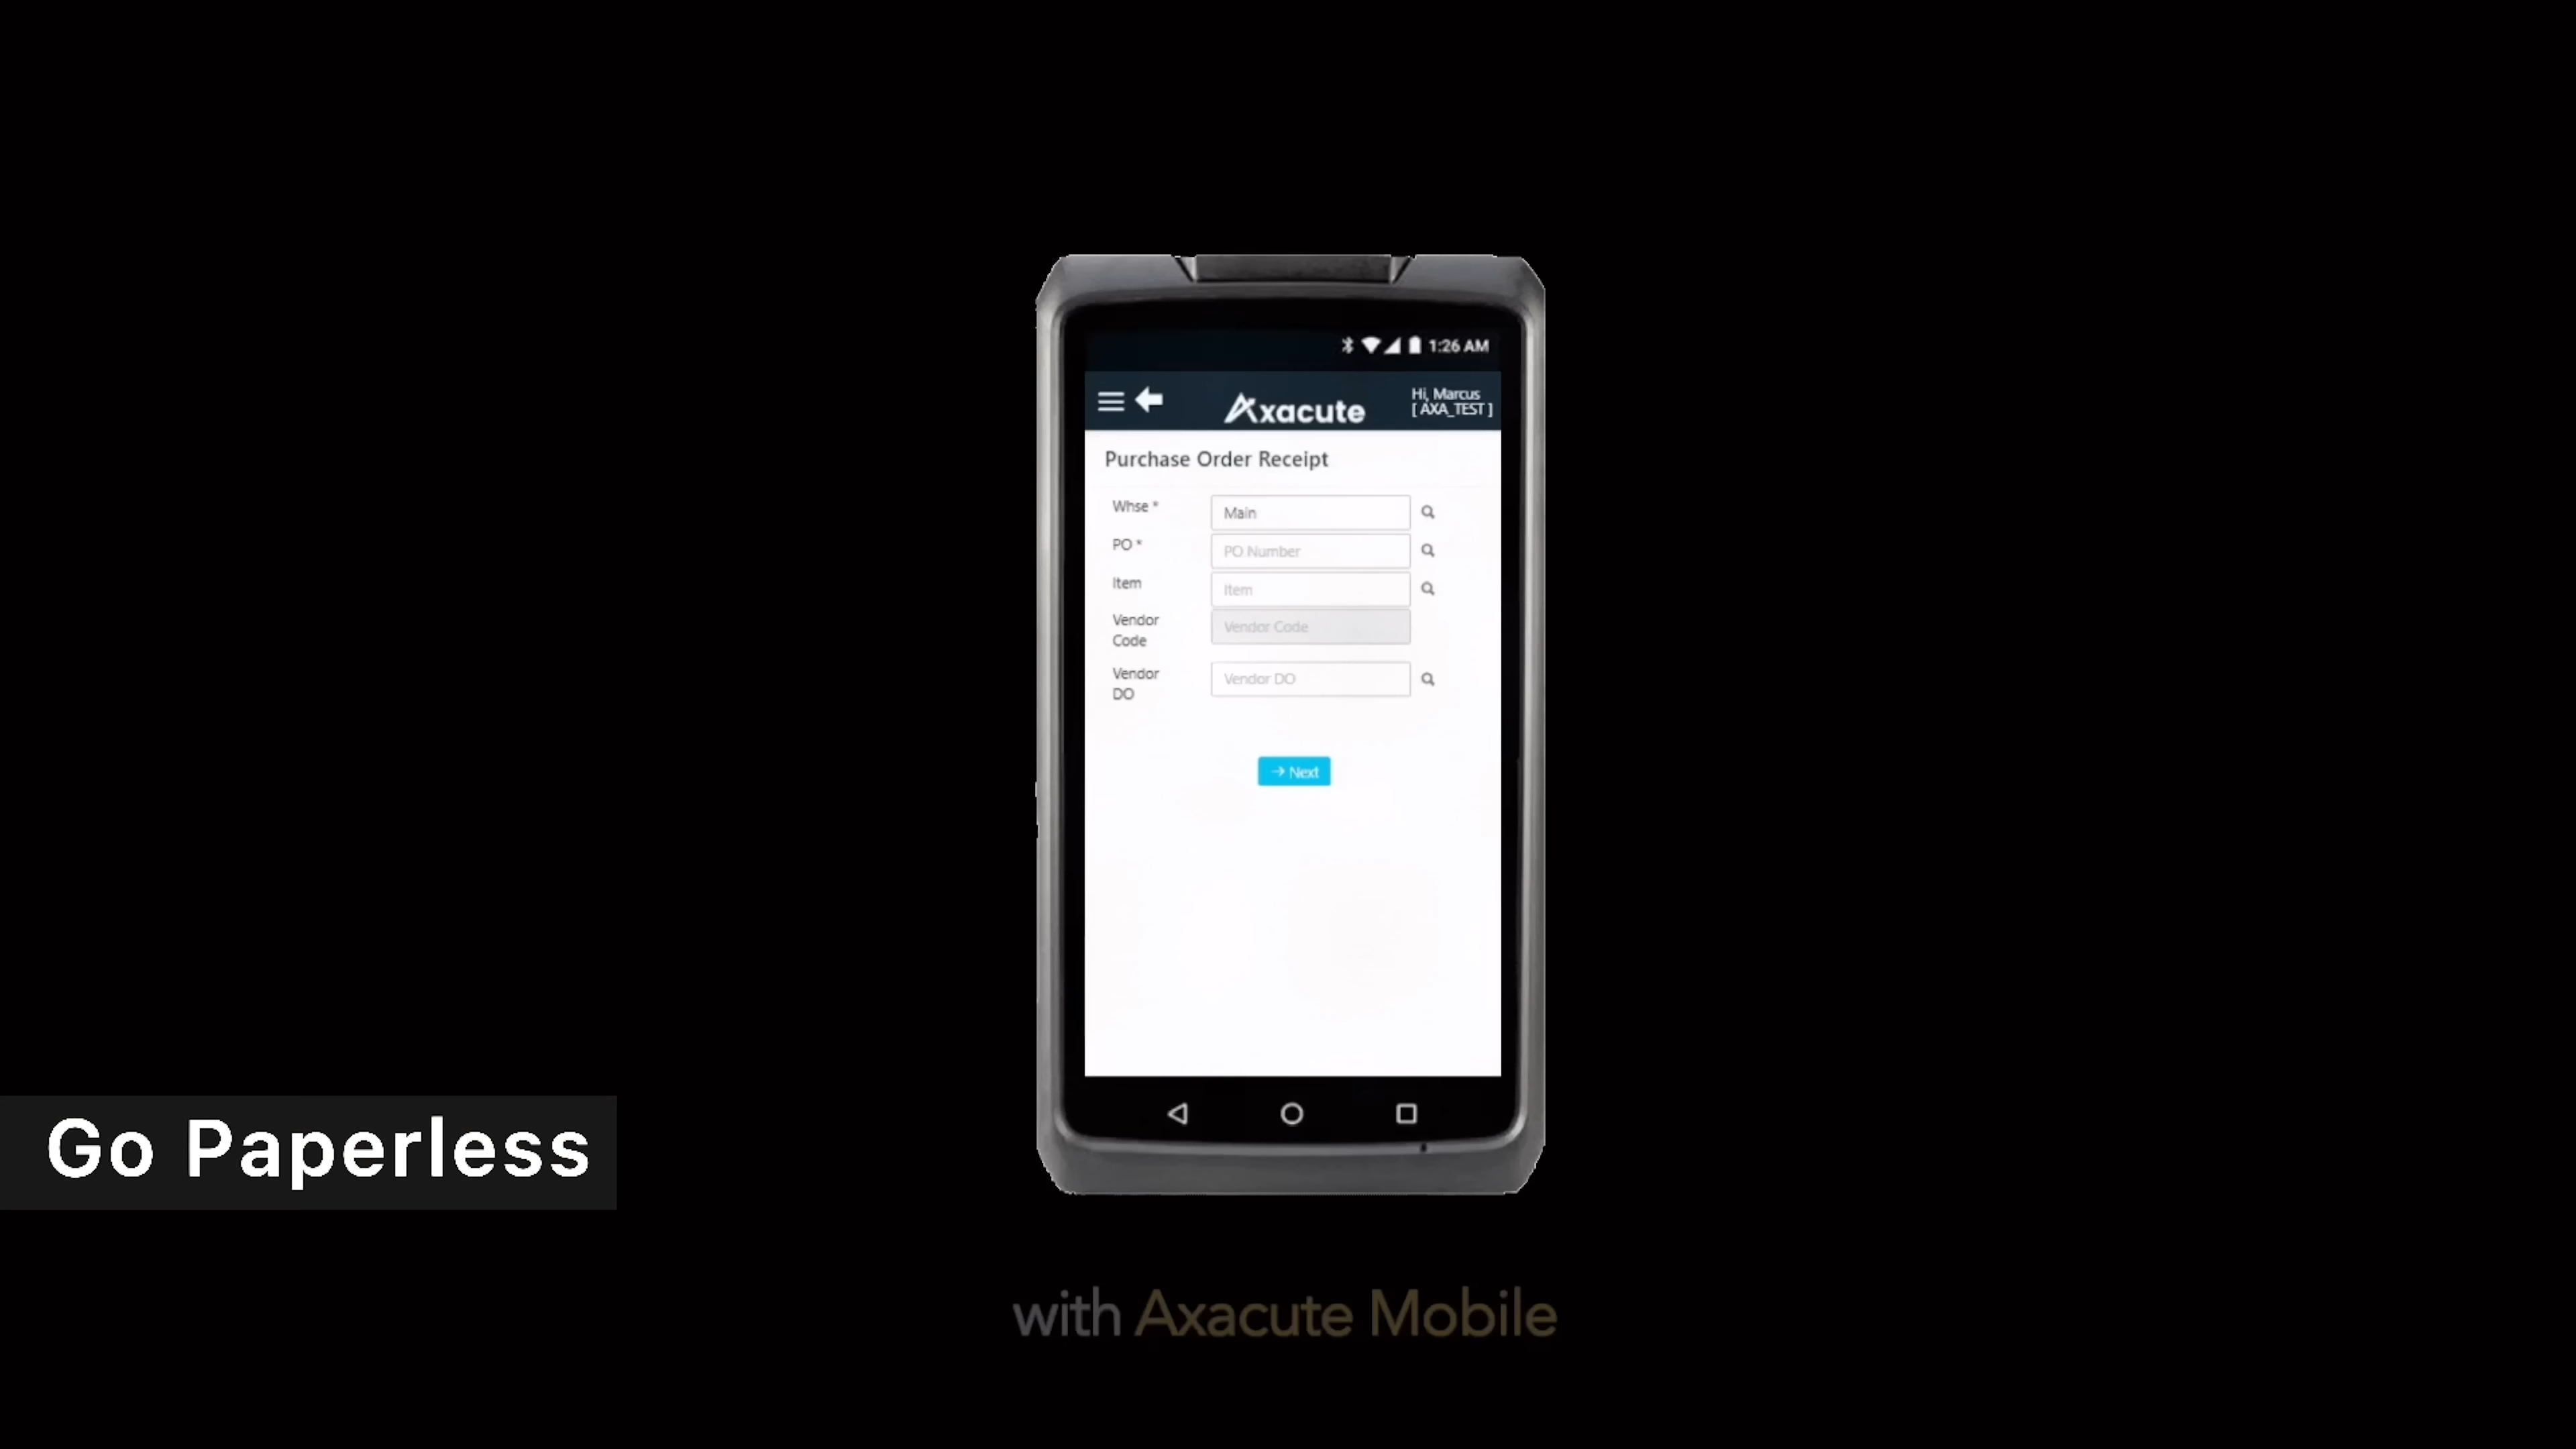 1:26 AM
Axacute
Hi, Marcus
[ AXA_TEST ]
Purchase Order Receipt
Whse * Main
PO * PO Number
Item Item
Vendor Code Vendor Code
Vendor DO Vendor DO
→ Next
Go Paperless
with Axacute Mobile